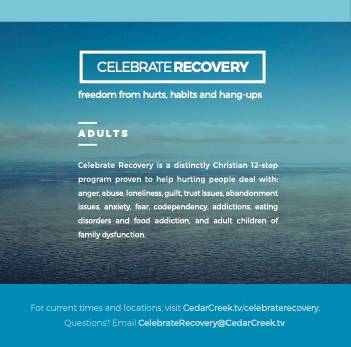 CELEBRATE RECOVERY
freedom from hurts, habits and hang-ups
ADULTS
Celebrate Recovery is a distinctly Christian 12-step
program proven to help hurting people deal with:
anger, abuse, loneliness, guilt, trust issues, abandonment
issues, anxiety, fear, codependency, addictions, eating
disorders and food addiction, and adult children of
family dysfunction.
For current times and locations, visit CedarCreek.tv/celebraterecovery.
Questions? Email CelebrateRecovery@CedarCreek.tv